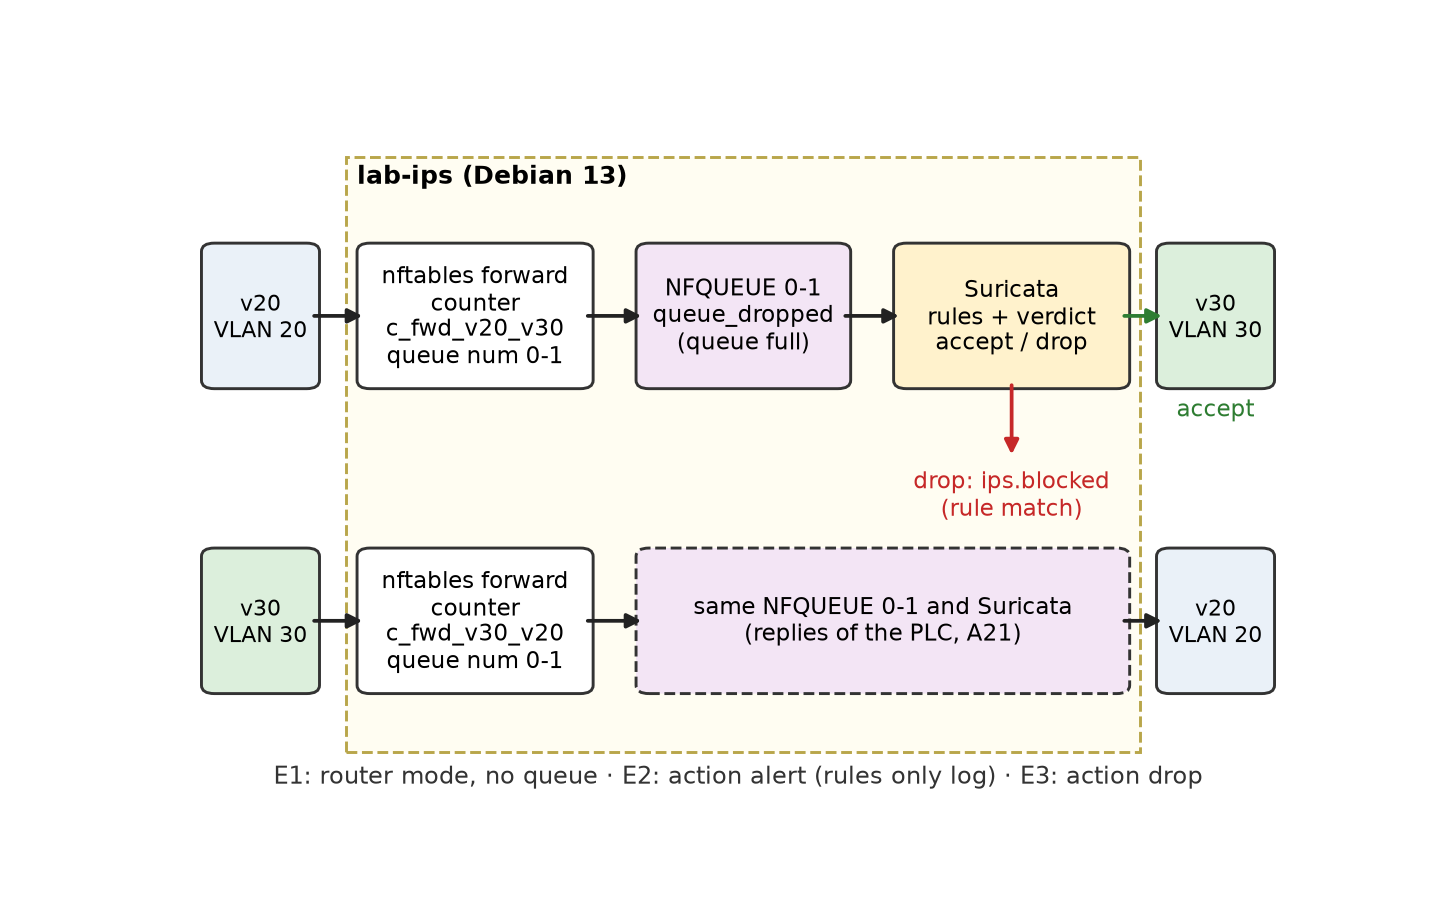 lab-ips (Debian 13)
v20
VLAN 20
nftables forward
counter
c_fwd_v20_v30
queue num 0-1
NFQUEUE 0-1
queue_dropped
(queue full)
Suricata
rules + verdict
accept / drop
v30
VLAN 30
accept
drop: ips.blocked
(rule match)
v30
VLAN 30
nftables forward
counter
c_fwd_v30_v20
queue num 0-1
same NFQUEUE 0-1 and Suricata
(replies of the PLC, A21)
v20
VLAN 20
E1: router mode, no queue · E2: action alert (rules only log) · E3: action drop